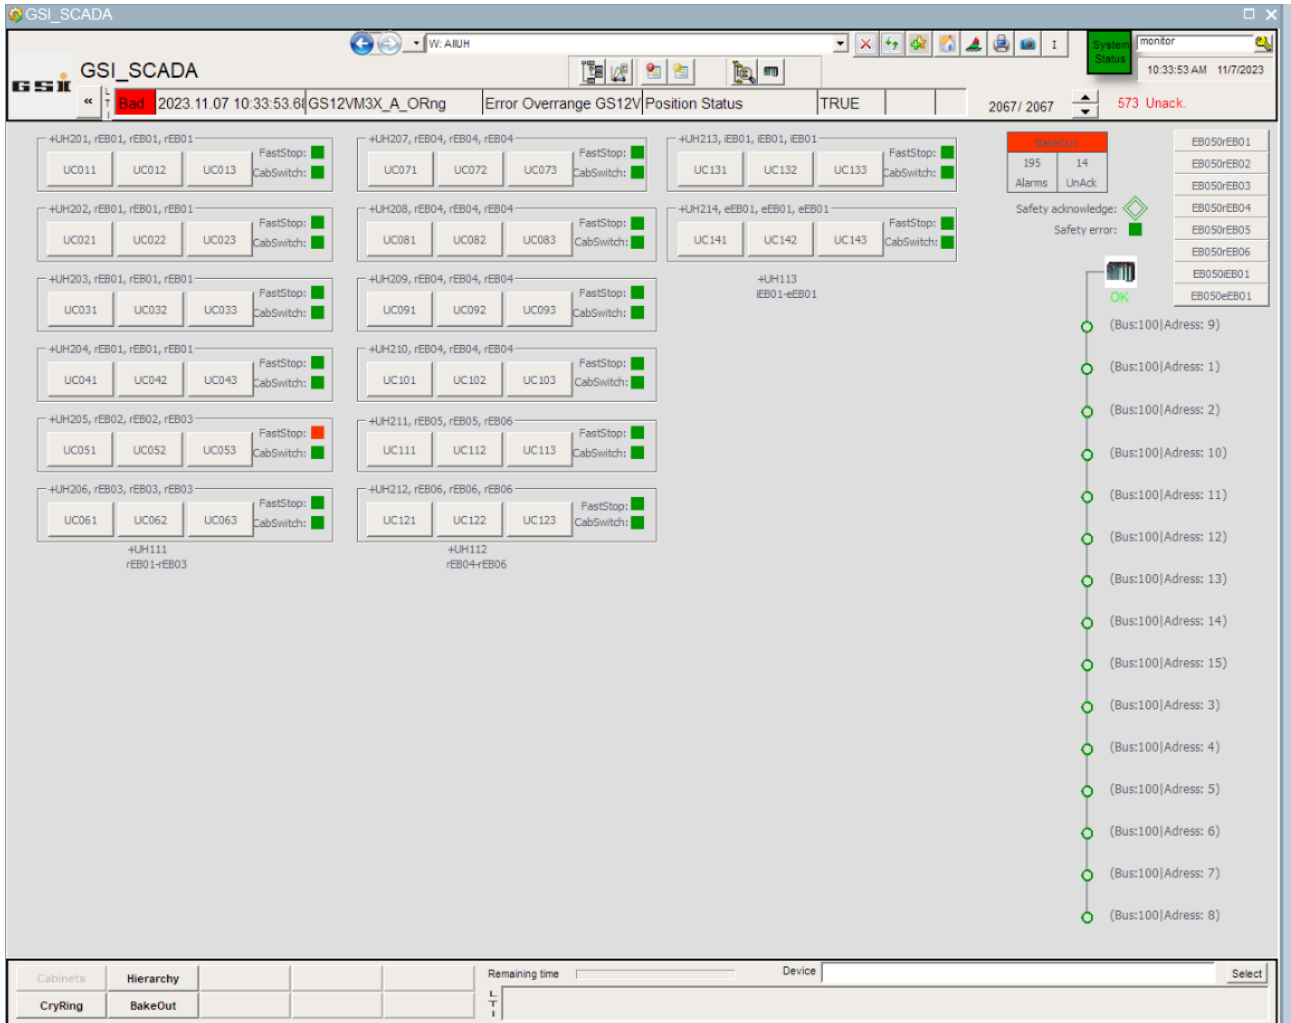 GSI_SCADA
W: AllUH
I
System Status
monitor
GSI
GSI_SCADA
10:33:53 AM 11/7/2023
«
L T I
Bad 2023.11.07 10:33:53.6 GS12VM3X_A_ORng Error Overrange GS12V Position Status TRUE
2067/ 2067
573 Unack.
+UH201, rEB01, rEB01, rEB01
UC011 UC012 UC013
FastStop:
CabSwitch:
+UH202, rEB01, rEB01, rEB01
UC021 UC022 UC023
FastStop:
CabSwitch:
+UH203, rEB01, rEB01, rEB01
UC031 UC032 UC033
FastStop:
CabSwitch:
+UH204, rEB01, rEB01, rEB01
UC041 UC042 UC043
FastStop:
CabSwitch:
+UH205, rEB02, rEB02, rEB03
UC051 UC052 UC053
FastStop:
CabSwitch:
+UH206, rEB03, rEB03, rEB03
UC061 UC062 UC063
FastStop:
CabSwitch:
+UH111
rEB01-rEB03
+UH207, rEB04, rEB04, rEB04
UC071 UC072 UC073
FastStop:
CabSwitch:
+UH208, rEB04, rEB04, rEB04
UC081 UC082 UC083
FastStop:
CabSwitch:
+UH209, rEB04, rEB04, rEB04
UC091 UC092 UC093
FastStop:
CabSwitch:
+UH210, rEB04, rEB04, rEB04
UC101 UC102 UC103
FastStop:
CabSwitch:
+UH211, rEB05, rEB05, rEB06
UC111 UC112 UC113
FastStop:
CabSwitch:
+UH212, rEB06, rEB06, rEB06
UC121 UC122 UC123
FastStop:
CabSwitch:
+UH112
rEB04-rEB06
+UH213, iEB01, iEB01, iEB01
UC131 UC132 UC133
FastStop:
CabSwitch:
+UH214, eEB01, eEB01, eEB01
UC141 UC142 UC143
FastStop:
CabSwitch:
+UH113
iEB01-eEB01
BakeOut
195 14
Alarms UnAck
Safety acknowledge:
Safety error:
EB050rEB01
EB050rEB02
EB050rEB03
EB050rEB04
EB050rEB05
EB050rEB06
EB050iEB01
EB050eEB01
OK
(Bus:100|Adress: 9)
(Bus:100|Adress: 1)
(Bus:100|Adress: 2)
(Bus:100|Adress: 10)
(Bus:100|Adress: 11)
(Bus:100|Adress: 12)
(Bus:100|Adress: 13)
(Bus:100|Adress: 14)
(Bus:100|Adress: 15)
(Bus:100|Adress: 3)
(Bus:100|Adress: 4)
(Bus:100|Adress: 5)
(Bus:100|Adress: 6)
(Bus:100|Adress: 7)
(Bus:100|Adress: 8)
Cabinets Hierarchy
CryRing BakeOut
Remaining time
Device
Select
L T I